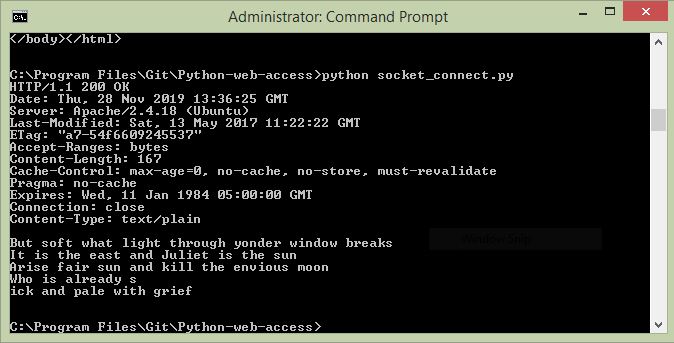 Administrator: Command Prompt
</body></html>
C:\Program Files\Git\Python-web-access>python socket_connect.py
HTTP/1.1 200 OK
Date: Thu, 28 Nov 2019 13:36:25 GMT
Server: Apache/2.4.18 (Ubuntu)
Last-Modified: Sat, 13 May 2017 11:22:22 GMT
ETag: "a7-54f6609245537"
Accept-Ranges: bytes
Content-Length: 167
Cache-Control: max-age=0, no-cache, no-store, must-revalidate
Pragma: no-cache
Expires: Wed, 11 Jan 1984 05:00:00 GMT
Connection: close
Content-Type: text/plain
But soft what light through yonder window breaks
It is the east and Juliet is the sun
Arise fair sun and kill the envious moon
Who is already s
ick and pale with grief
C:\Program Files\Git\Python-web-access>
Window Snip